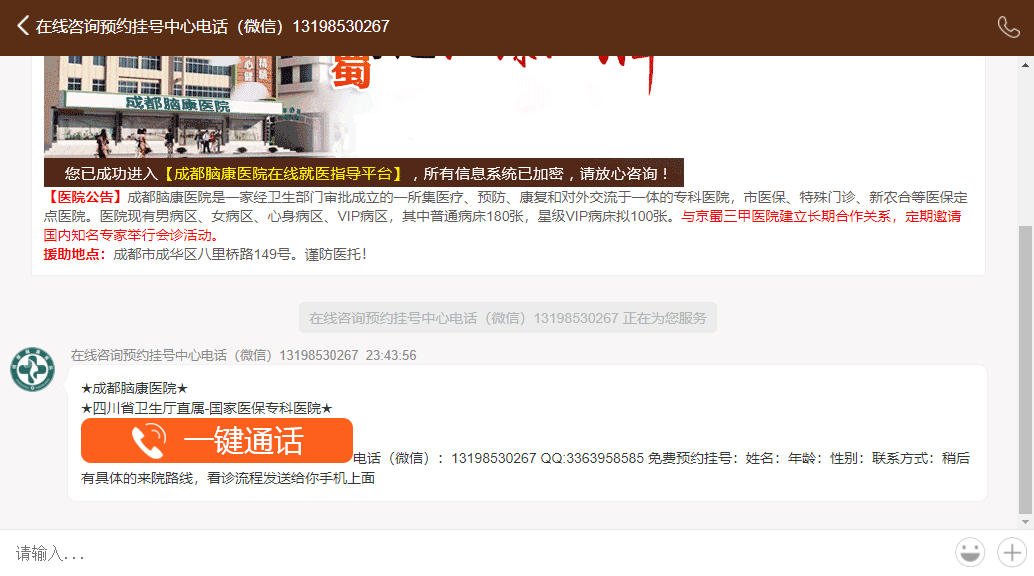 在线咨询预约挂号中心电话（微信）13198530267
蜀
成都脑康医院
您已成功进入【成都脑康医院在线就医指导平台】，所有信息系统已加密，请放心咨询！
【医院公告】成都脑康医院是一家经卫生部门审批成立的一所集医疗、预防、康复和对外交流于一体的专科医院，市医保、特殊门诊、新农合等医保定
点医院。医院现有男病区、女病区、心身病区、VIP病区，其中普通病床180张，星级VIP病床拟100张。与京蜀三甲医院建立长期合作关系，定期邀请
国内知名专家举行会诊活动。
援助地点：成都市成华区八里桥路149号。谨防医托！
在线咨询预约挂号中心电话（微信）13198530267 正在为您服务
在线咨询预约挂号中心电话（微信）13198530267 23:43:56
★成都脑康医院★
★四川省卫生厅直属-国家医保专科医院★
一键通话
电话（微信）：13198530267 QQ:3363958585 免费预约挂号：姓名：年龄：性别：联系方式：稍后
有具体的来院路线，看诊流程发送给你手机上面
请输入...